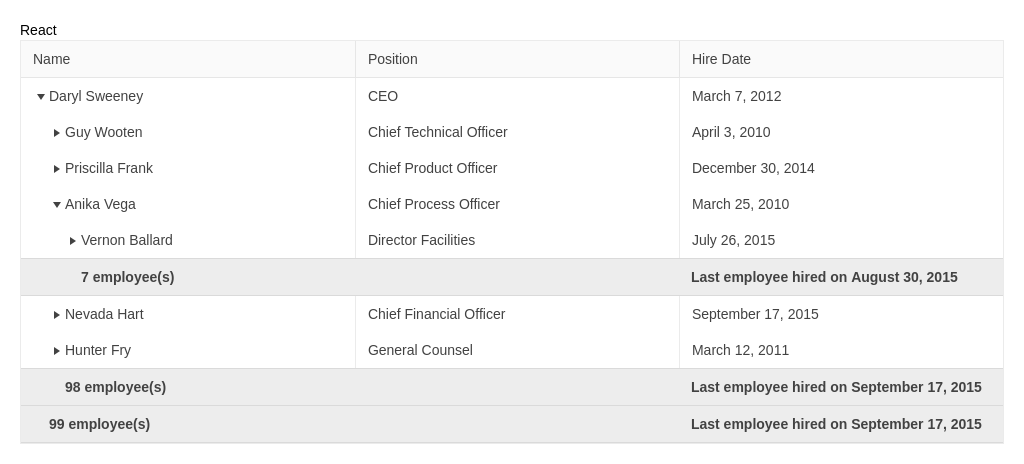 React
Name Position Hire Date
Daryl Sweeney CEO March 7, 2012
Guy Wooten Chief Technical Officer April 3, 2010
Priscilla Frank Chief Product Officer December 30, 2014
Anika Vega Chief Process Officer March 25, 2010
Vernon Ballard Director Facilities July 26, 2015
7 employee(s) Last employee hired on August 30, 2015
Nevada Hart Chief Financial Officer September 17, 2015
Hunter Fry General Counsel March 12, 2011
98 employee(s) Last employee hired on September 17, 2015
99 employee(s) Last employee hired on September 17, 2015